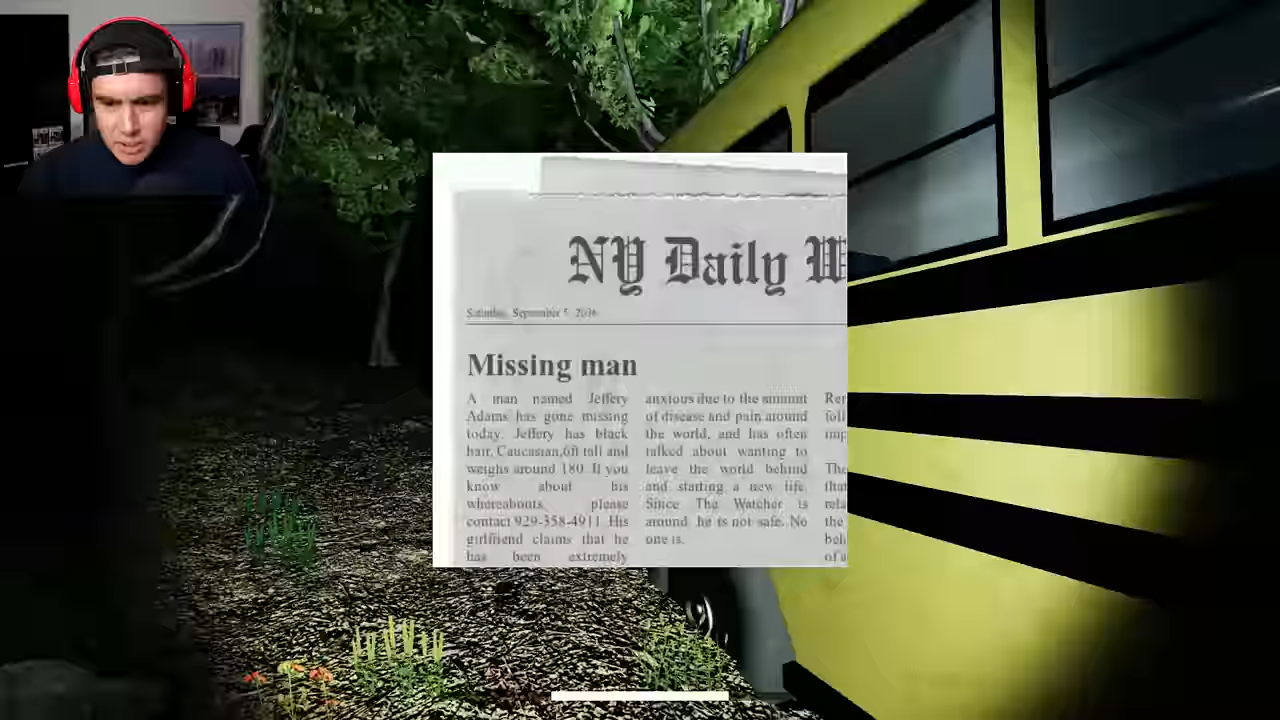 NY Daily W
Saturday, September 5, 2016
Missing man
A man named Jeffery
Adams has gone missing
today. Jeffery has black
hair, Caucasian,6ft tall and
weighs around 180. If you
know about his
whereabouts, please
contact 929-358-4911. His
girlfriend claims that he
has been extremely
anxious due to the amount
of disease and pain around
the world, and has often
talked about wanting to
leave the world behind
and starting a new life.
Since The Watcher is
around, he is not safe. No
one is.